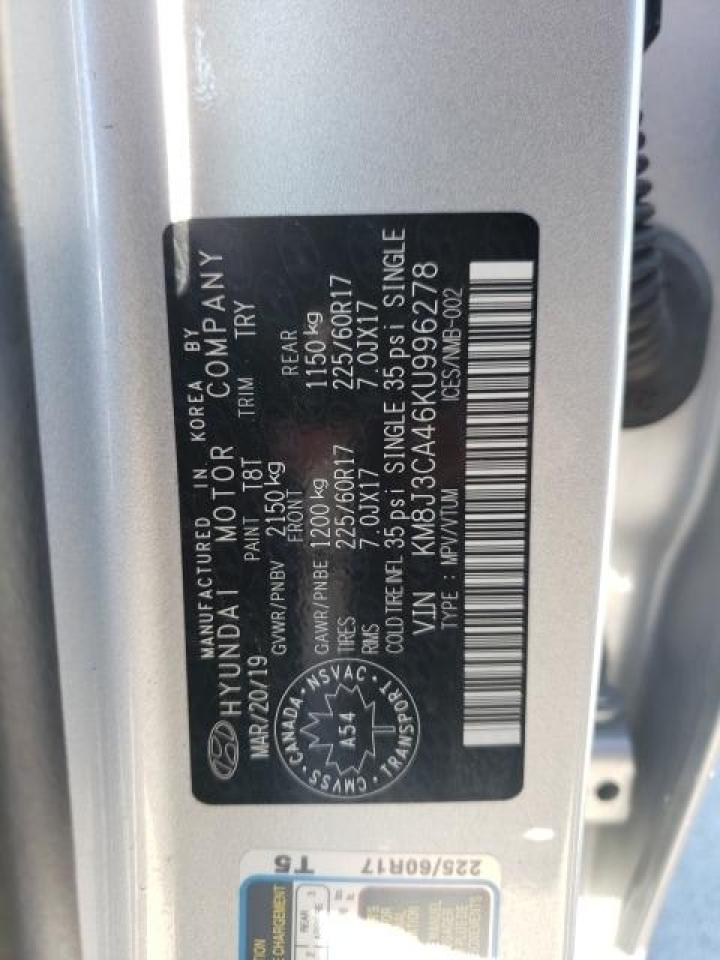 MANUFACTURED IN KOREA BY
HYUNDAI MOTOR COMPANY
MAR/20/19 PAINT T8T TRIM TRY
GVWR/PNBV 2150kg
FRONT REAR
GAWR/PNBE 1200kg 1150kg
TIRES 225/60R17 225/60R17
RIMS 7.0JX17 7.0JX17
COLD TIRE INFL 35psi SINGLE 35psi SINGLE
VIN KM8J3CA46KU996278
TYPE : MPV/VTUM ICES/NMB-002
CANADA · NSVAC · TRANSPORT · CMVSS
A54
225/60R17 T5
CHARGEMENT
REAR